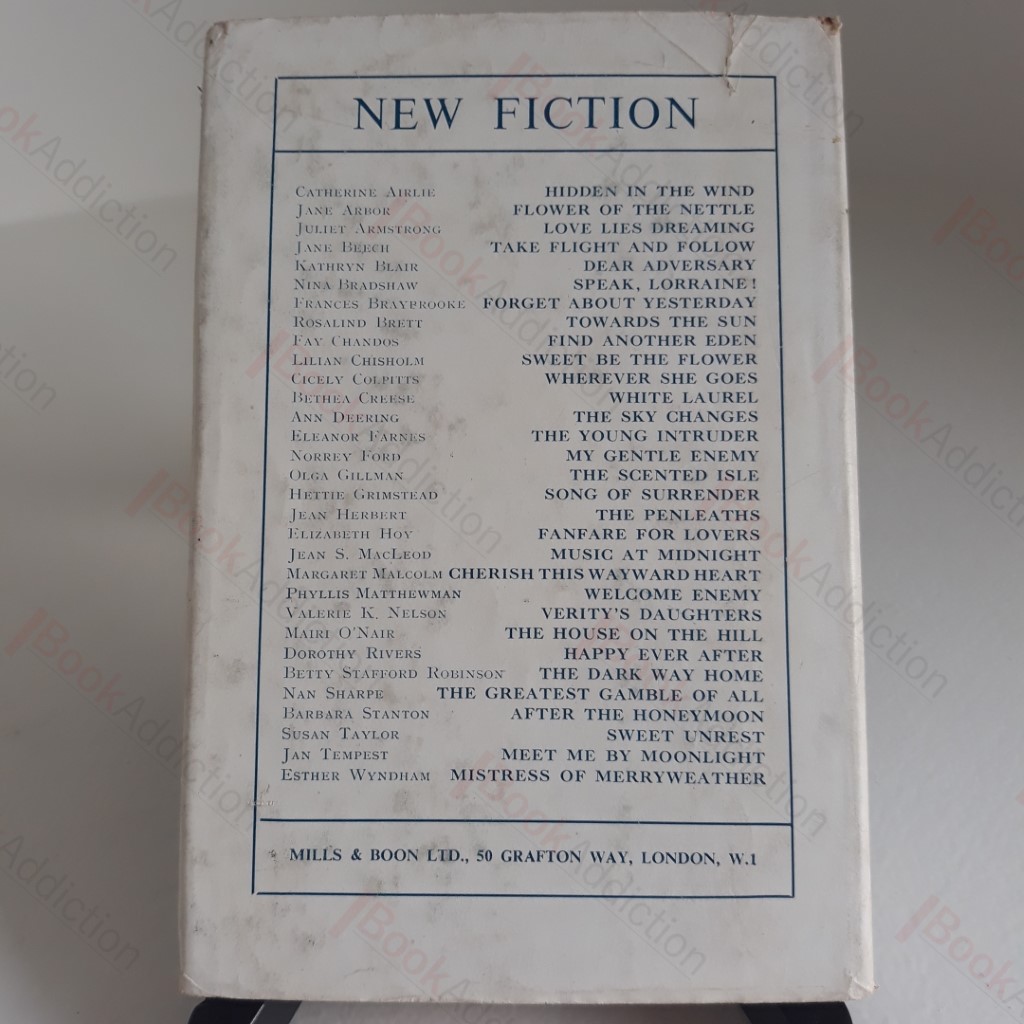 NEW FICTION
CATHERINE AIRLIE HIDDEN IN THE WIND
JANE ARBOR FLOWER OF THE NETTLE
JULIET ARMSTRONG LOVE LIES DREAMING
JANE BEECH TAKE FLIGHT AND FOLLOW
KATHRYN BLAIR DEAR ADVERSARY
NINA BRADSHAW SPEAK, LORRAINE!
FRANCES BRAYBROOKE FORGET ABOUT YESTERDAY
ROSALIND BRETT TOWARDS THE SUN
FAY CHANDOS FIND ANOTHER EDEN
LILIAN CHISHOLM SWEET BE THE FLOWER
CICELY COLPITTS WHEREVER SHE GOES
BETHEA CREESE WHITE LAUREL
ANN DEERING THE SKY CHANGES
ELEANOR FARNES THE YOUNG INTRUDER
NORREY FORD MY GENTLE ENEMY
OLGA GILLMAN THE SCENTED ISLE
HETTIE GRIMSTEAD SONG OF SURRENDER
JEAN HERBERT THE PENLEATHS
ELIZABETH HOY FANFARE FOR LOVERS
JEAN S. MACLEOD MUSIC AT MIDNIGHT
MARGARET MALCOLM CHERISH THIS WAYWARD HEART
PHYLLIS MATTHEWMAN WELCOME ENEMY
VALERIE K. NELSON VERITY'S DAUGHTERS
MAIRI O'NAIR THE HOUSE ON THE HILL
DOROTHY RIVERS HAPPY EVER AFTER
BETTY STAFFORD ROBINSON THE DARK WAY HOME
NAN SHARPE THE GREATEST GAMBLE OF ALL
BARBARA STANTON AFTER THE HONEYMOON
SUSAN TAYLOR SWEET UNREST
JAN TEMPEST MEET ME BY MOONLIGHT
ESTHER WYNDHAM MISTRESS OF MERRYWEATHER
MILLS & BOON LTD., 50 GRAFTON WAY, LONDON, W.1
BookAddiction